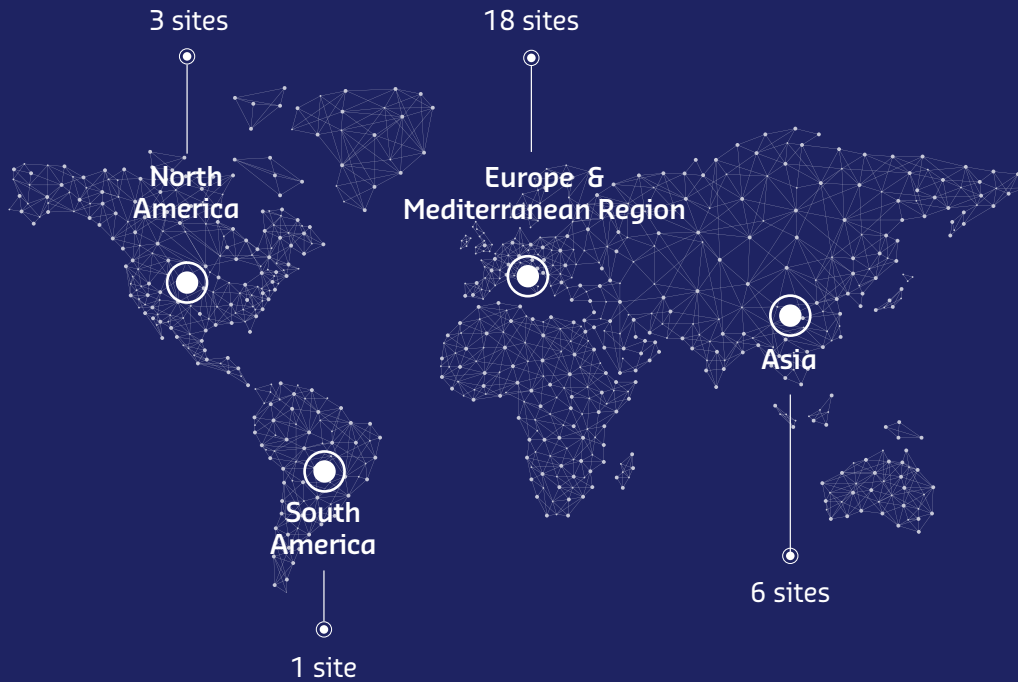 3 sites
18 sites
North
America
Europe &
Mediterranean Region
Asia
South
America
6 sites
1 site